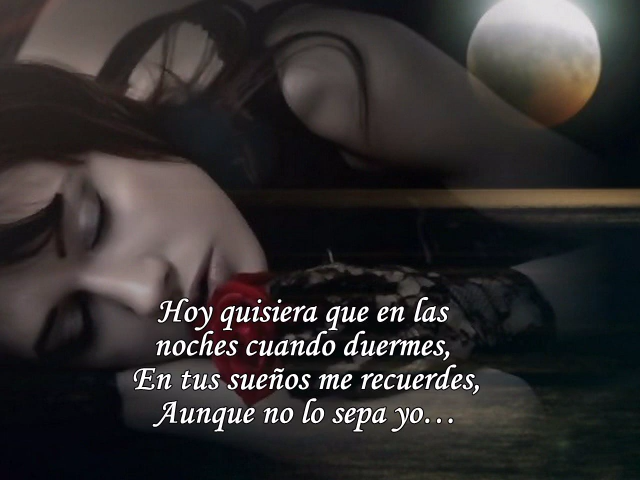 Hoy quisiera que en las
noches cuando duermes,
En tus sueños me recuerdes,
Aunque no lo sepa yo…